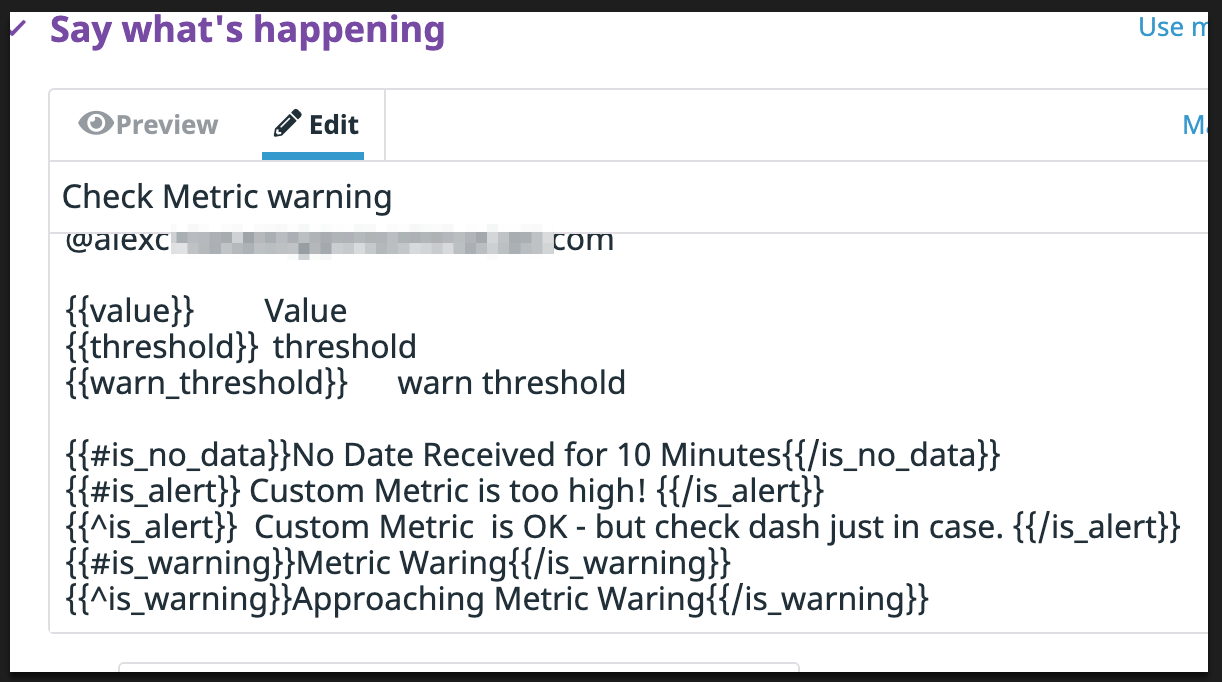 Say what's happening
Use
Preview
Edit
Check Metric warning
@alexc com
{{value}} Value
{{threshold}} threshold
{{warn_threshold}} warn threshold
{{#is_no_data}}No Date Received for 10 Minutes{{/is_no_data}}
{{#is_alert}} Custom Metric is too high! {{/is_alert}}
{{^is_alert}} Custom Metric is OK - but check dash just in case. {{/is_alert}}
{{#is_warning}}Metric Waring{{/is_warning}}
{{^is_warning}}Approaching Metric Waring{{/is_warning}}